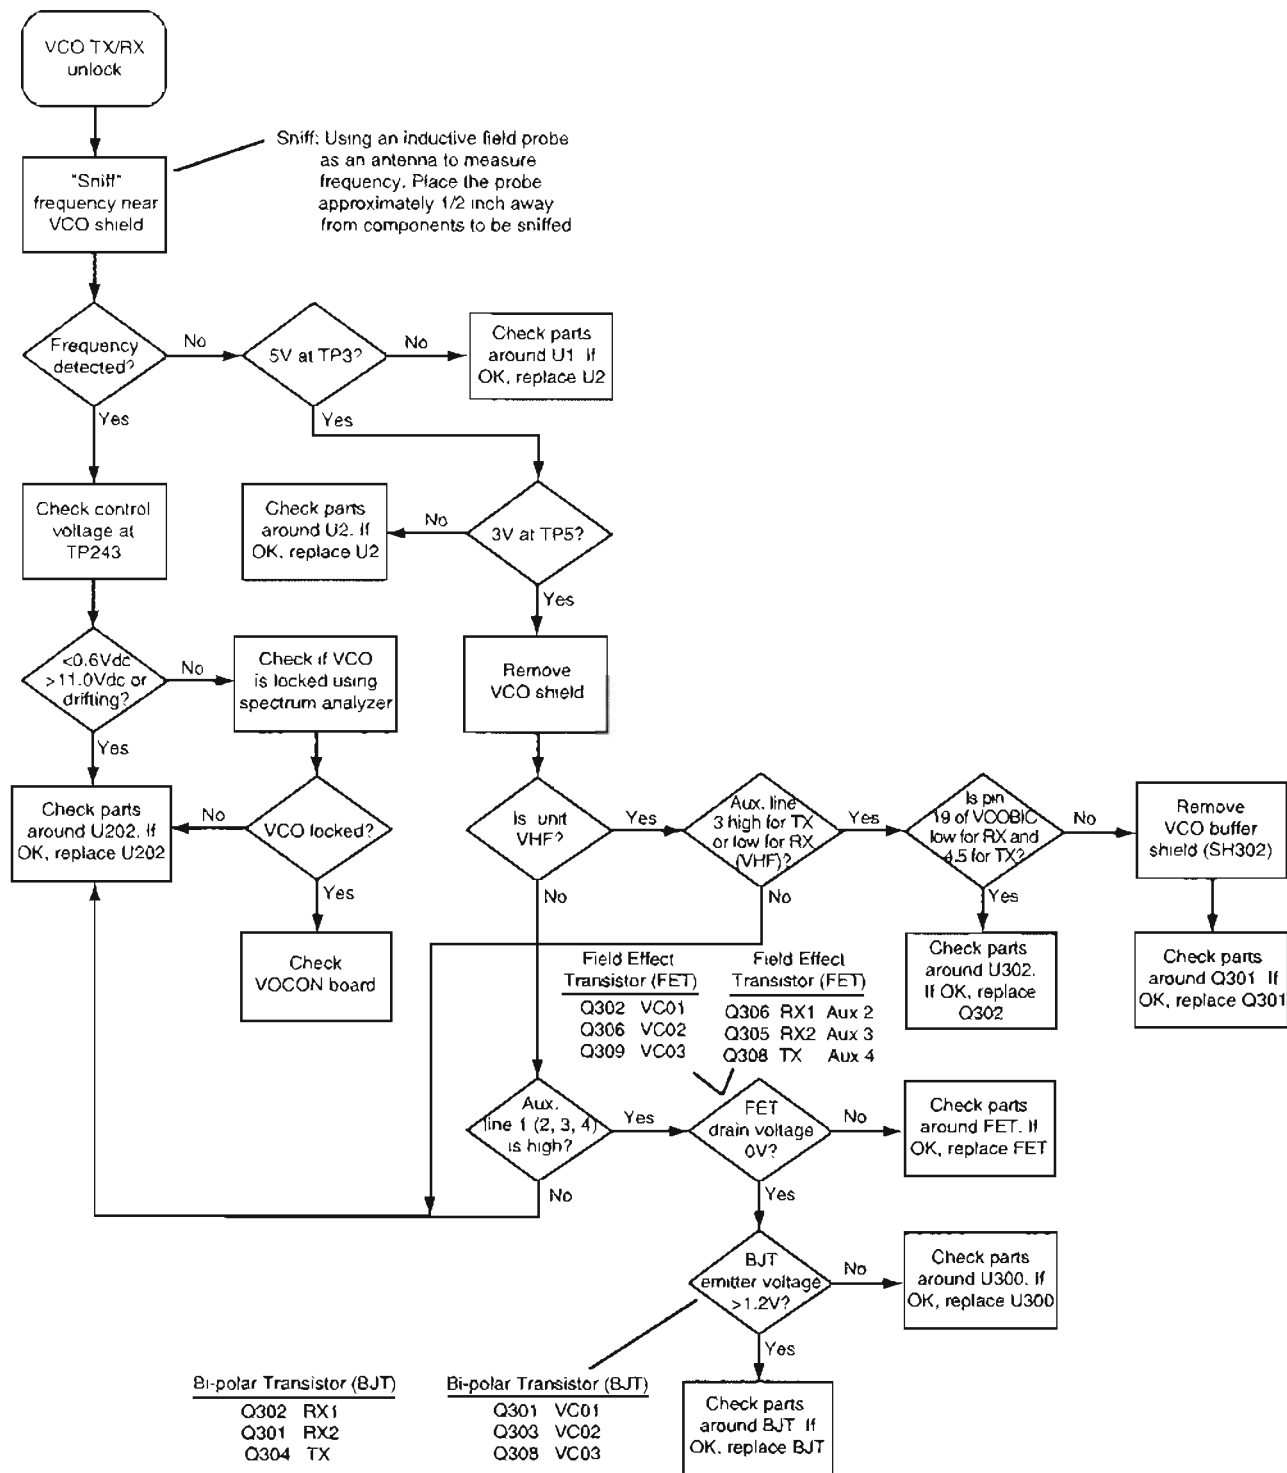 VCO TX/RX
unlock
Sniff: Using an inductive field probe
as an antenna to measure
frequency. Place the probe
approximately 1/2 inch away
from components to be sniffed
"Sniff"
frequency near
VCO shield
Frequency
detected?
No
5V at TP3?
No
Check parts
around U1. If
OK, replace U2
Yes
Yes
Check control
voltage at
TP243
Check parts
around U2. If
OK, replace U2
No
3V at TP5?
Yes
Yes
<0.6Vdc
>11.0Vdc or
drifting?
No
Check if VCO
is locked using
spectrum analyzer
Remove
VCO shield
Yes
Check parts
around U202. If
OK, replace U202
No
VCO locked?
Is unit
VHF?
Yes
Aux. line
3 high for TX
or low for RX
(VHF)?
Yes
Is pin
19 of VCOBIC
low for RX and
4.5 for TX?
No
Remove
VCO buffer
shield (SH302)
Yes
No
No
Yes
Check
VOCON board
Check parts
around U302.
If OK, replace
Q302
Check parts
around Q301. If
OK, replace Q301
Field Effect
Transistor (FET)
Q302 VC01
Q306 VC02
Q309 VC03
Field Effect
Transistor (FET)
Q306 RX1 Aux 2
Q305 RX2 Aux 3
Q308 TX Aux 4
Aux.
line 1 (2, 3, 4)
is high?
Yes
FET
drain voltage
0V?
No
Check parts
around FET. If
OK, replace FET
No
Yes
BJT
emitter voltage
>1.2V?
No
Check parts
around U300. If
OK, replace U300
Yes
Bi-polar Transistor (BJT)
Q302 RX1
Q301 RX2
Q304 TX
Bi-polar Transistor (BJT)
Q301 VC01
Q303 VC02
Q308 VC03
Check parts
around BJT. If
OK, replace BJT